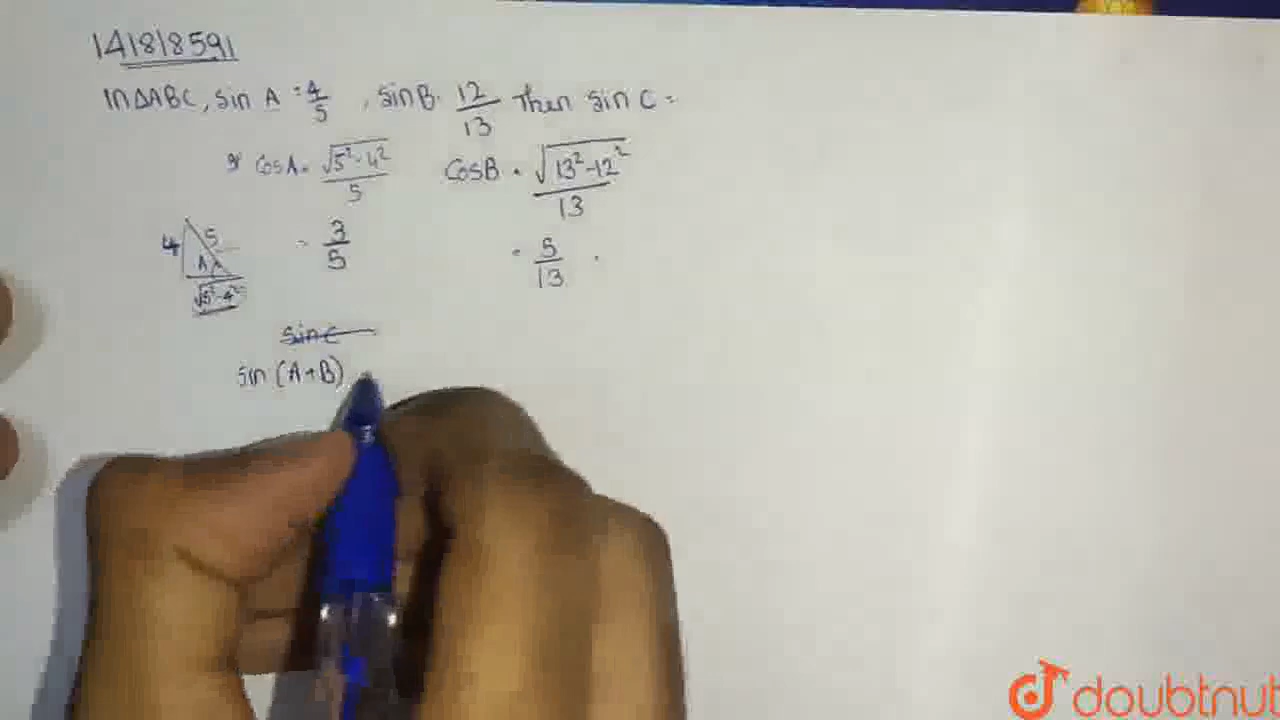 141818591
In ΔABC, sin A = 4/5 , sin B = 12/13 Then sin C =
cos A = √(5²-4²)/5 cos B = √(13²-12²)/13
4 5 A = 3/5 = 5/13 .
√(5²-4²)
sin C
sin (A+B)
doubtnut